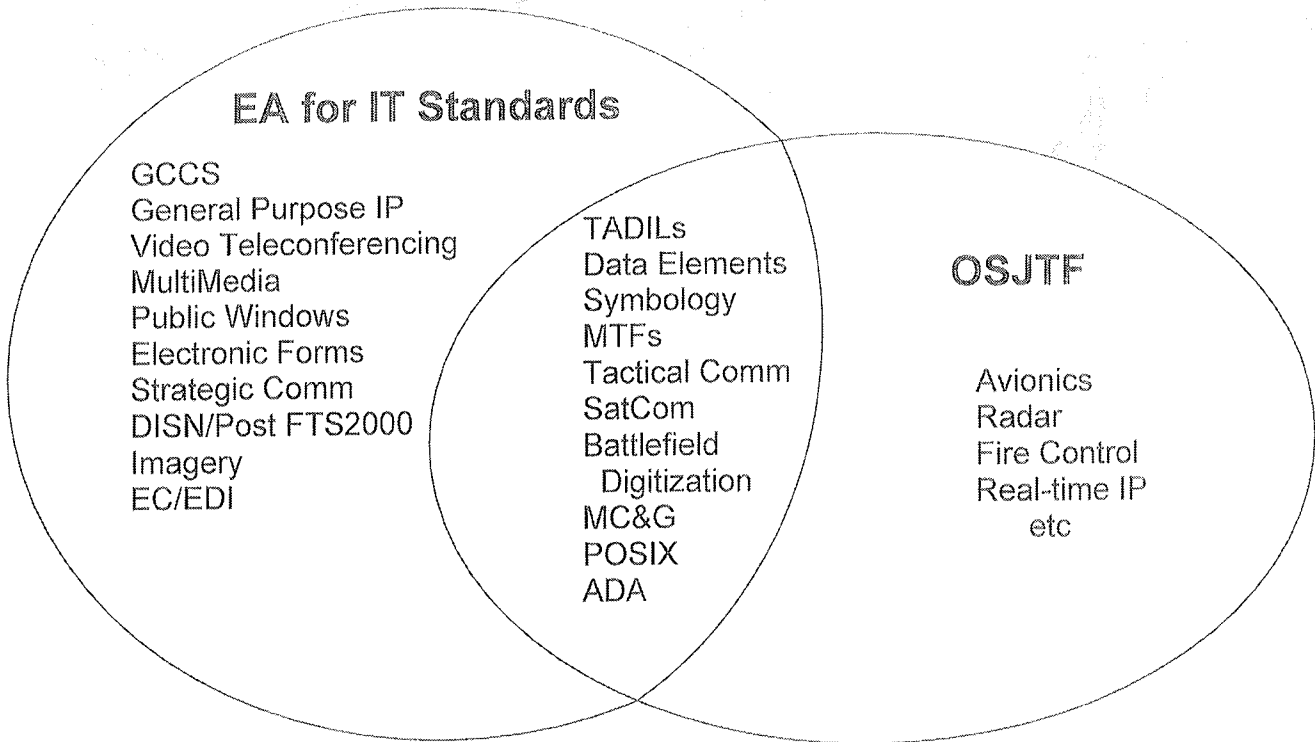 EA for IT Standards
GCCS
General Purpose IP
Video Teleconferencing
MultiMedia
Public Windows
Electronic Forms
Strategic Comm
DISN/Post FTS2000
Imagery
EC/EDI
TADILs
Data Elements
Symbology
MTFs
Tactical Comm
SatCom
Battlefield
Digitization
MC&G
POSIX
ADA
OSJTF
Avionics
Radar
Fire Control
Real-time IP
etc